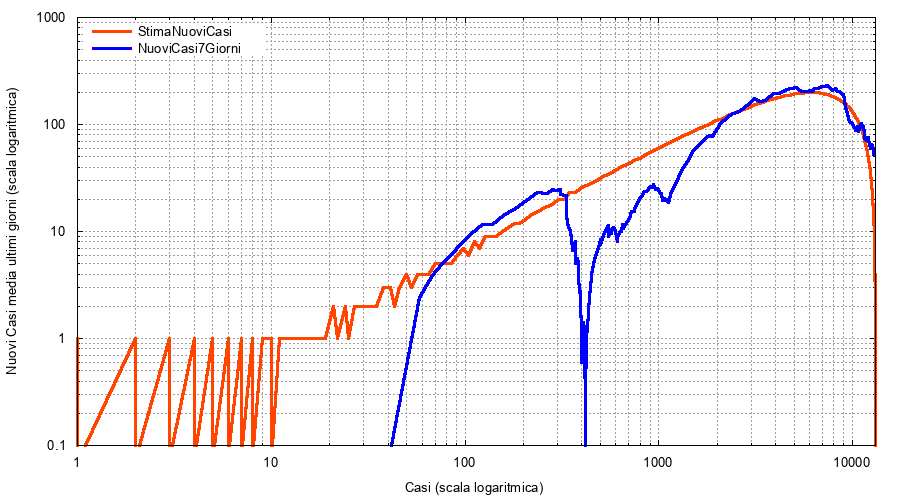 1000
100
10
1
0.1
Nuovi Casi media ultimi giorni (scala logaritmica)
StimaNuoviCasi
NuoviCasi7Giorni
1 10 100 1000 10000
Casi (scala logaritmica)